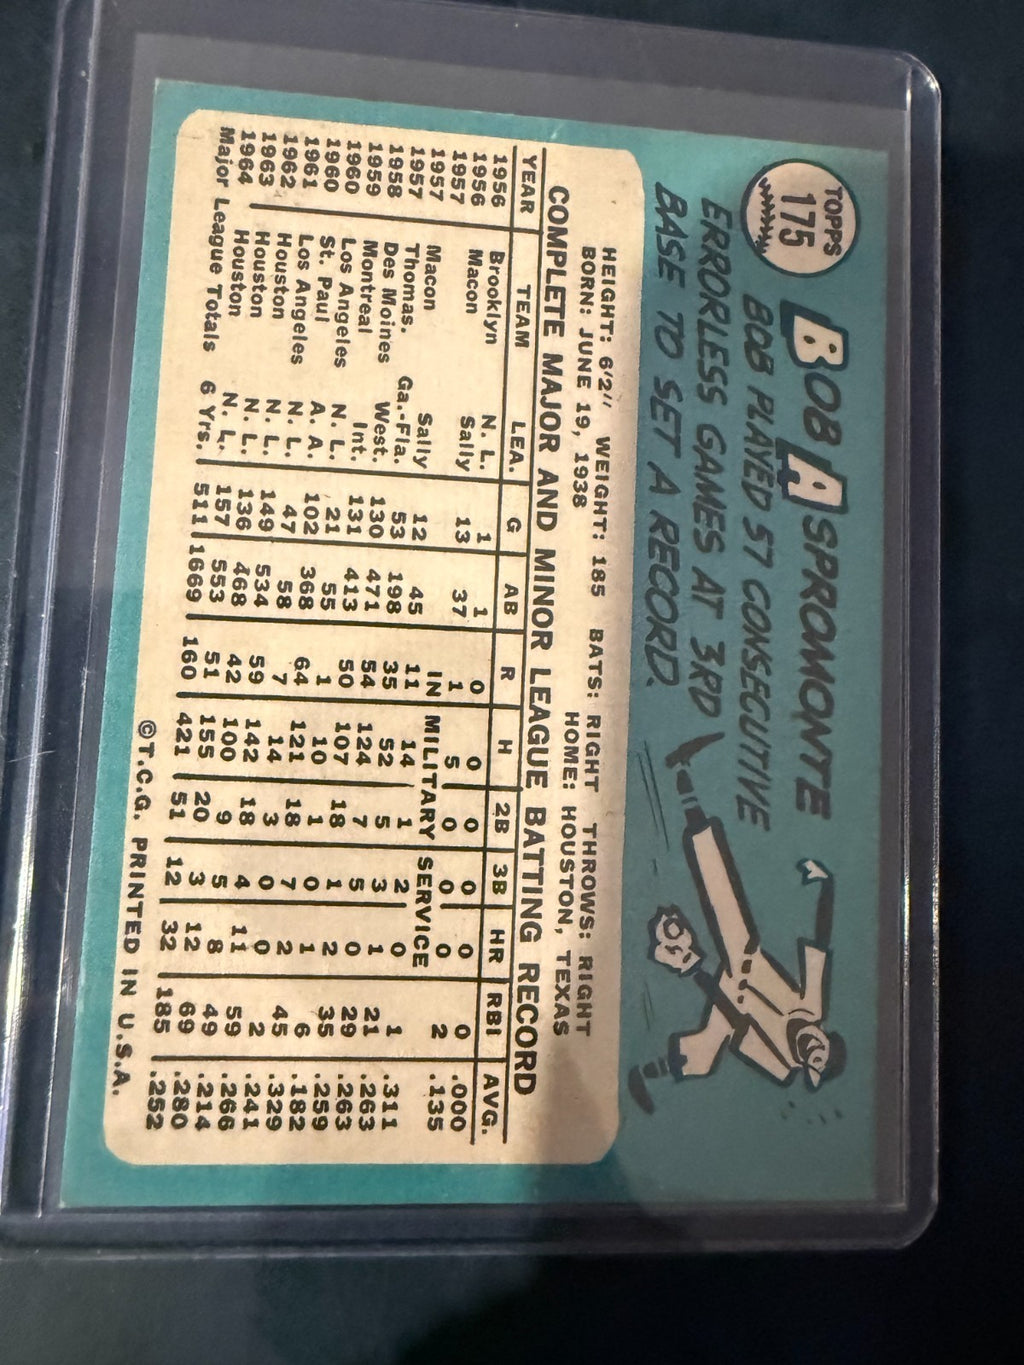 TOPPS
175
BOB ASPROMONTE
BOB PLAYED 57 CONSECUTIVE
ERRORLESS GAMES AT 3RD
BASE TO SET A RECORD.
HEIGHT: 6'2" WEIGHT: 185 BATS: RIGHT THROWS: RIGHT
BORN: JUNE 19, 1938 HOME: HOUSTON, TEXAS
COMPLETE MAJOR AND MINOR LEAGUE BATTING RECORD
YEAR TEAM LEA. G AB R H 2B 3B HR RBI AVG.
1956 Brooklyn N. L. 1 1 0 0 0 0 0 0 .000
1956 Macon Sally 13 37 1 5 0 0 0 2 .135
1957 IN MILITARY SERVICE
1957 Macon Sally 12 45 11 14 1 2 0 1 .311
1957 Thomas. Ga.-Fla. 53 198 35 52 5 3 1 21 .263
1958 Des Moines West. 130 471 54 124 7 5 0 29 .263
1959 Montreal Int. 131 413 50 107 18 1 2 35 .259
1960 Los Angeles N. L. 21 55 1 10 1 0 1 6 .182
1960 St. Paul A. A. 102 368 64 121 18 7 2 45 .329
1961 Los Angeles N. L. 47 58 7 14 3 0 0 2 .241
1962 Houston N. L. 149 534 59 142 18 4 11 59 .266
1963 Houston N. L. 136 468 42 100 9 5 8 49 .214
1964 Houston N. L. 157 553 51 155 20 3 12 69 .280
Major League Totals 6 Yrs. 511 1669 160 421 51 12 32 185 .252
©T.C.G. PRINTED IN U.S.A.